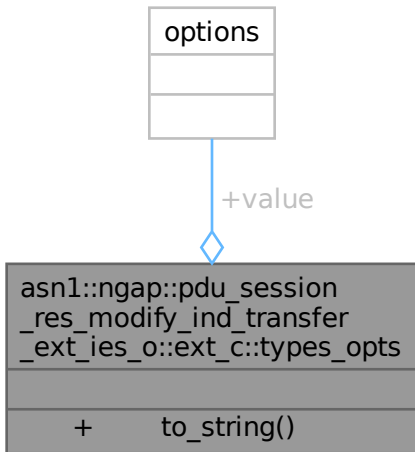 options
+value
asn1::ngap::pdu_session
_res_modify_ind_transfer
_ext_ies_o::ext_c::types_opts
+ to_string()